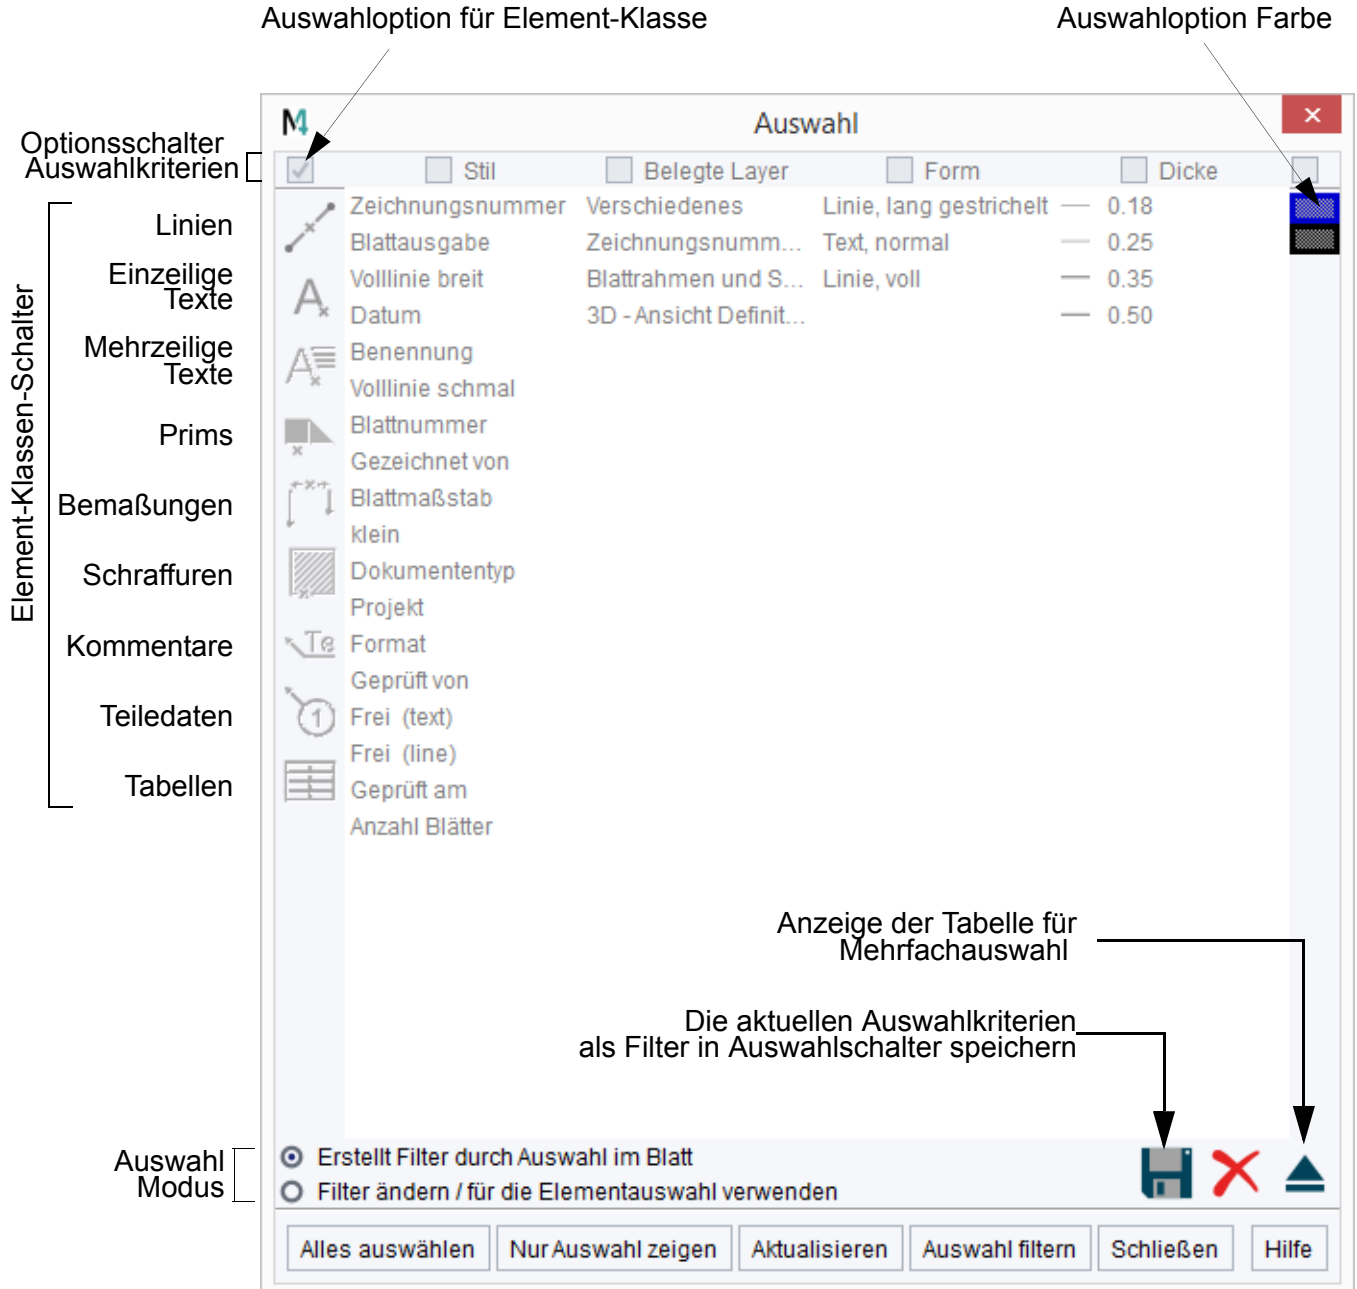 Auswahloption für Element-Klasse
Auswahloption Farbe
Auswahl
Optionsschalter
Auswahlkriterien
Stil
Belegte Layer
Form
Dicke
Element-Klassen-Schalter
Linien
Einzeilige
Texte
Mehrzeilige
Texte
Prims
Bemaßungen
Schraffuren
Kommentare
Teiledaten
Tabellen
Zeichnungsnummer Verschiedenes Linie, lang gestrichelt 0.18
Blattausgabe Zeichnungsnumm... Text, normal 0.25
Volllinie breit Blattrahmen und S... Linie, voll 0.35
Datum 3D - Ansicht Definit... 0.50
Benennung
Volllinie schmal
Blattnummer
Gezeichnet von
Blattmaßstab
klein
Dokumententyp
Projekt
Format
Geprüft von
Frei (text)
Frei (line)
Geprüft am
Anzahl Blätter
Anzeige der Tabelle für
Mehrfachauswahl
Die aktuellen Auswahlkriterien
als Filter in Auswahlschalter speichern
Auswahl
Modus
Erstellt Filter durch Auswahl im Blatt
Filter ändern / für die Elementauswahl verwenden
Alles auswählen Nur Auswahl zeigen Aktualisieren Auswahl filtern Schließen Hilfe